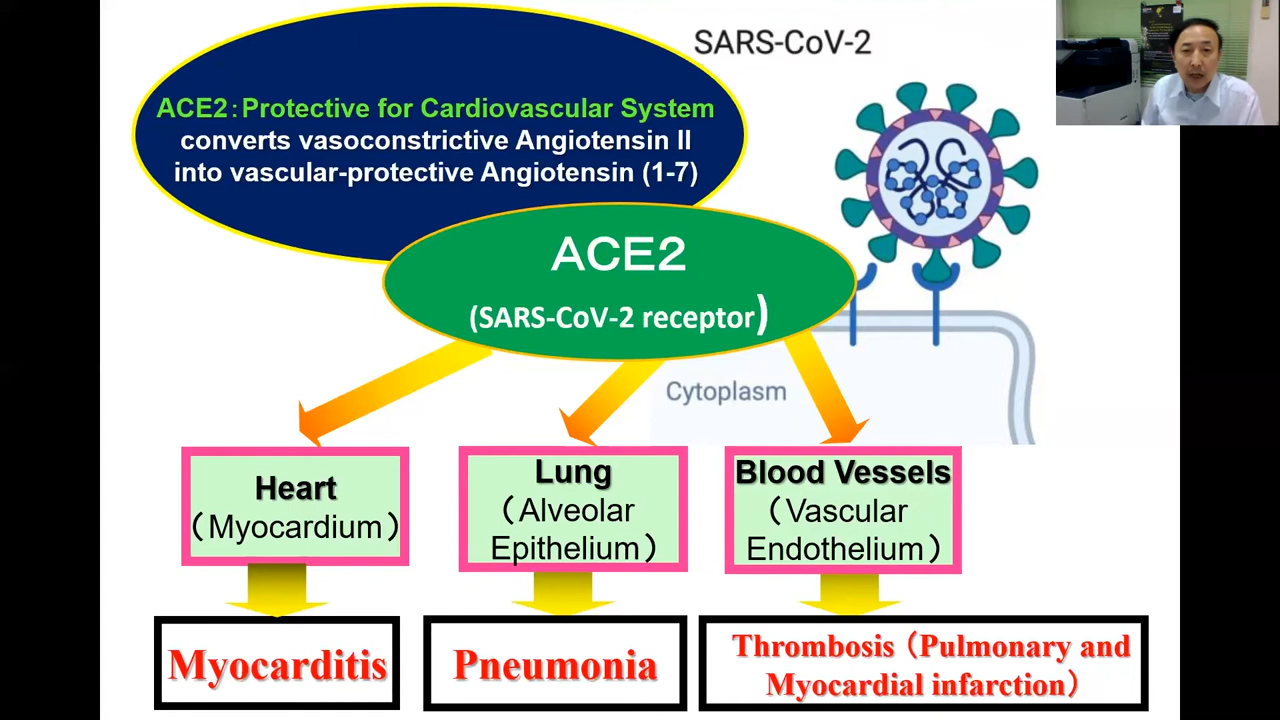 SARS-CoV-2
ACE2:Protective for Cardiovascular System
converts vasoconstrictive Angiotensin II
into vascular-protective Angiotensin (1-7)
ACE2
(SARS-CoV-2 receptor)
Cytoplasm
Heart
(Myocardium)
Lung
(Alveolar
Epithelium)
Blood Vessels
(Vascular
Endothelium)
Myocarditis
Pneumonia
Thrombosis (Pulmonary and
Myocardial infarction)